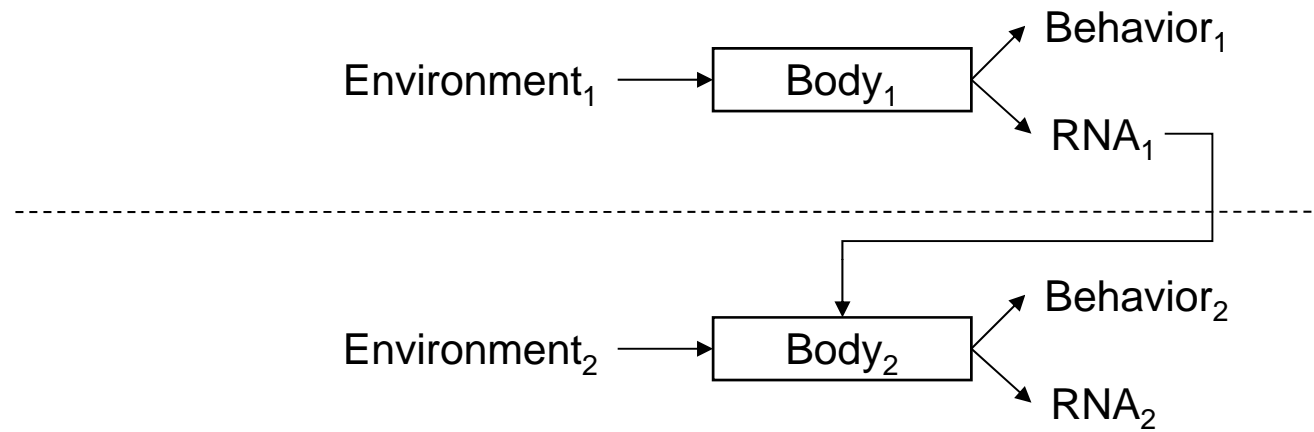 Behavior₁
Environment₁ Body₁
RNA₁
Behavior₂
Environment₂ Body₂
RNA₂